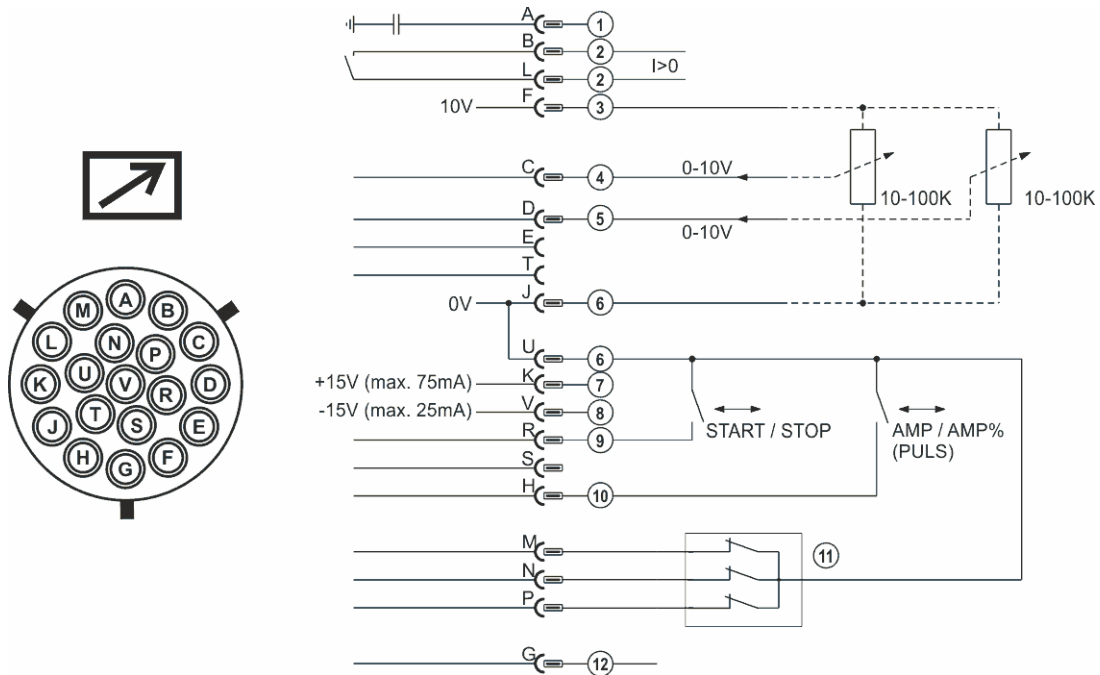 A 1
B 2
L 2 I>0
10V F 3
C 4 0-10V
10-100K 10-100K
D 5
0-10V
E
T
0V J 6
U 6
+15V (max. 75mA) K 7
-15V (max. 25mA) V 8
R 9 START / STOP AMP / AMP%
(PULS)
S
H 10
M 11
N
P
G 12
A
M B
L N P C
K U V R D
J T S E
H G F